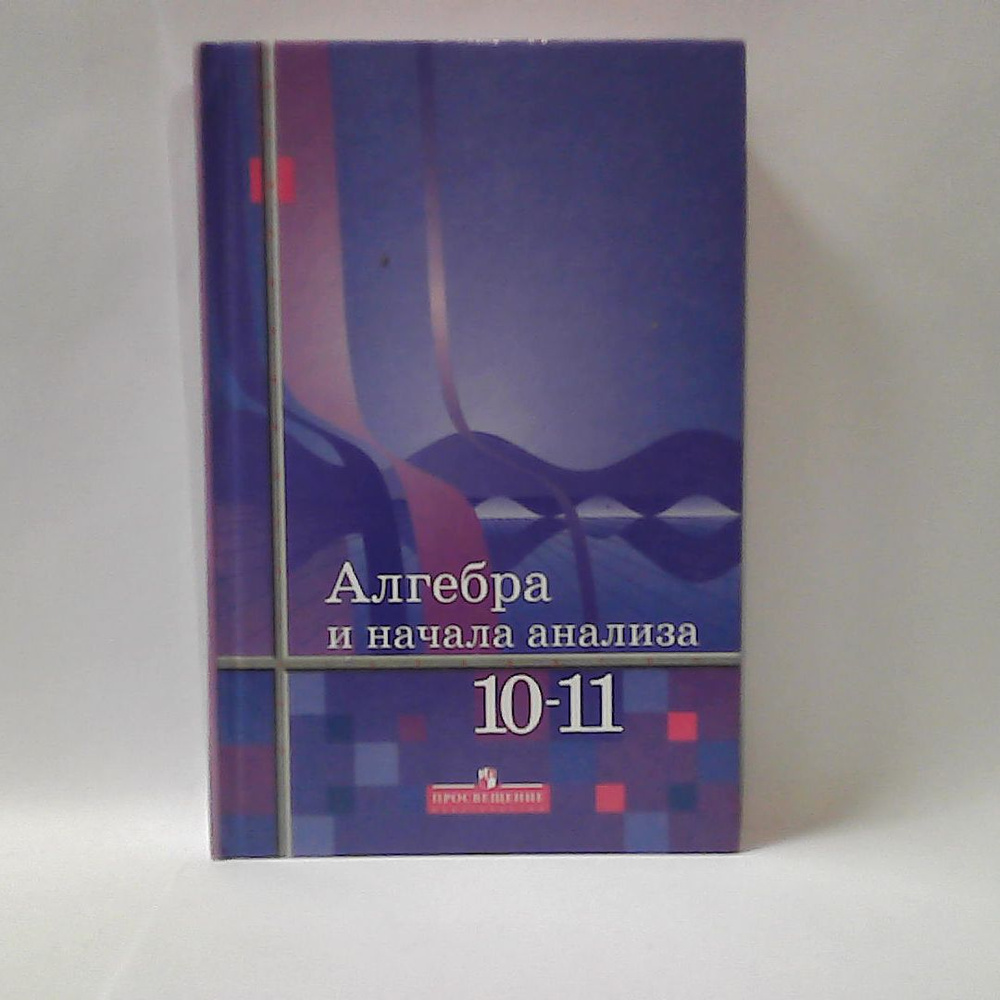 Алгебра
и начала анализа
10-11
ПРОСВЕЩЕНИЕ